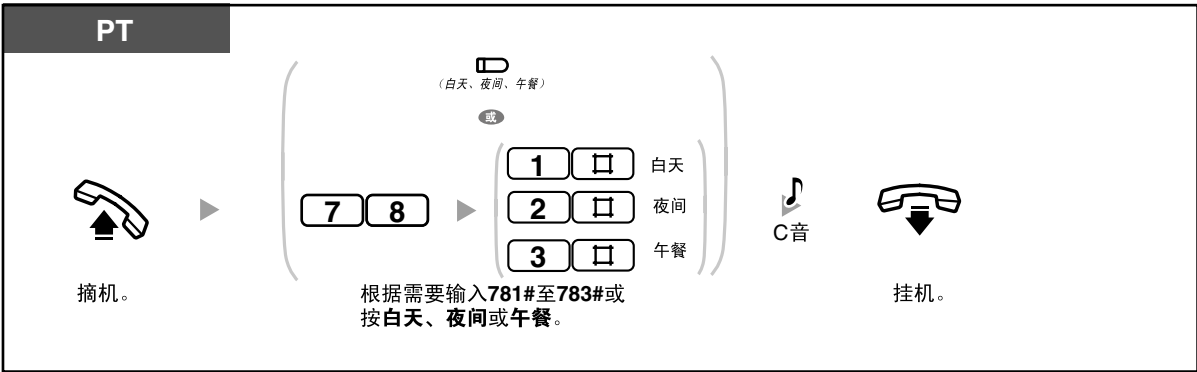 PT
(白天、夜间、午餐)
或
1 # 白天
7 8 2 # 夜间
3 # 午餐
C音
摘机。
根据需要输入781#至783#或
按白天、夜间或午餐。
挂机。